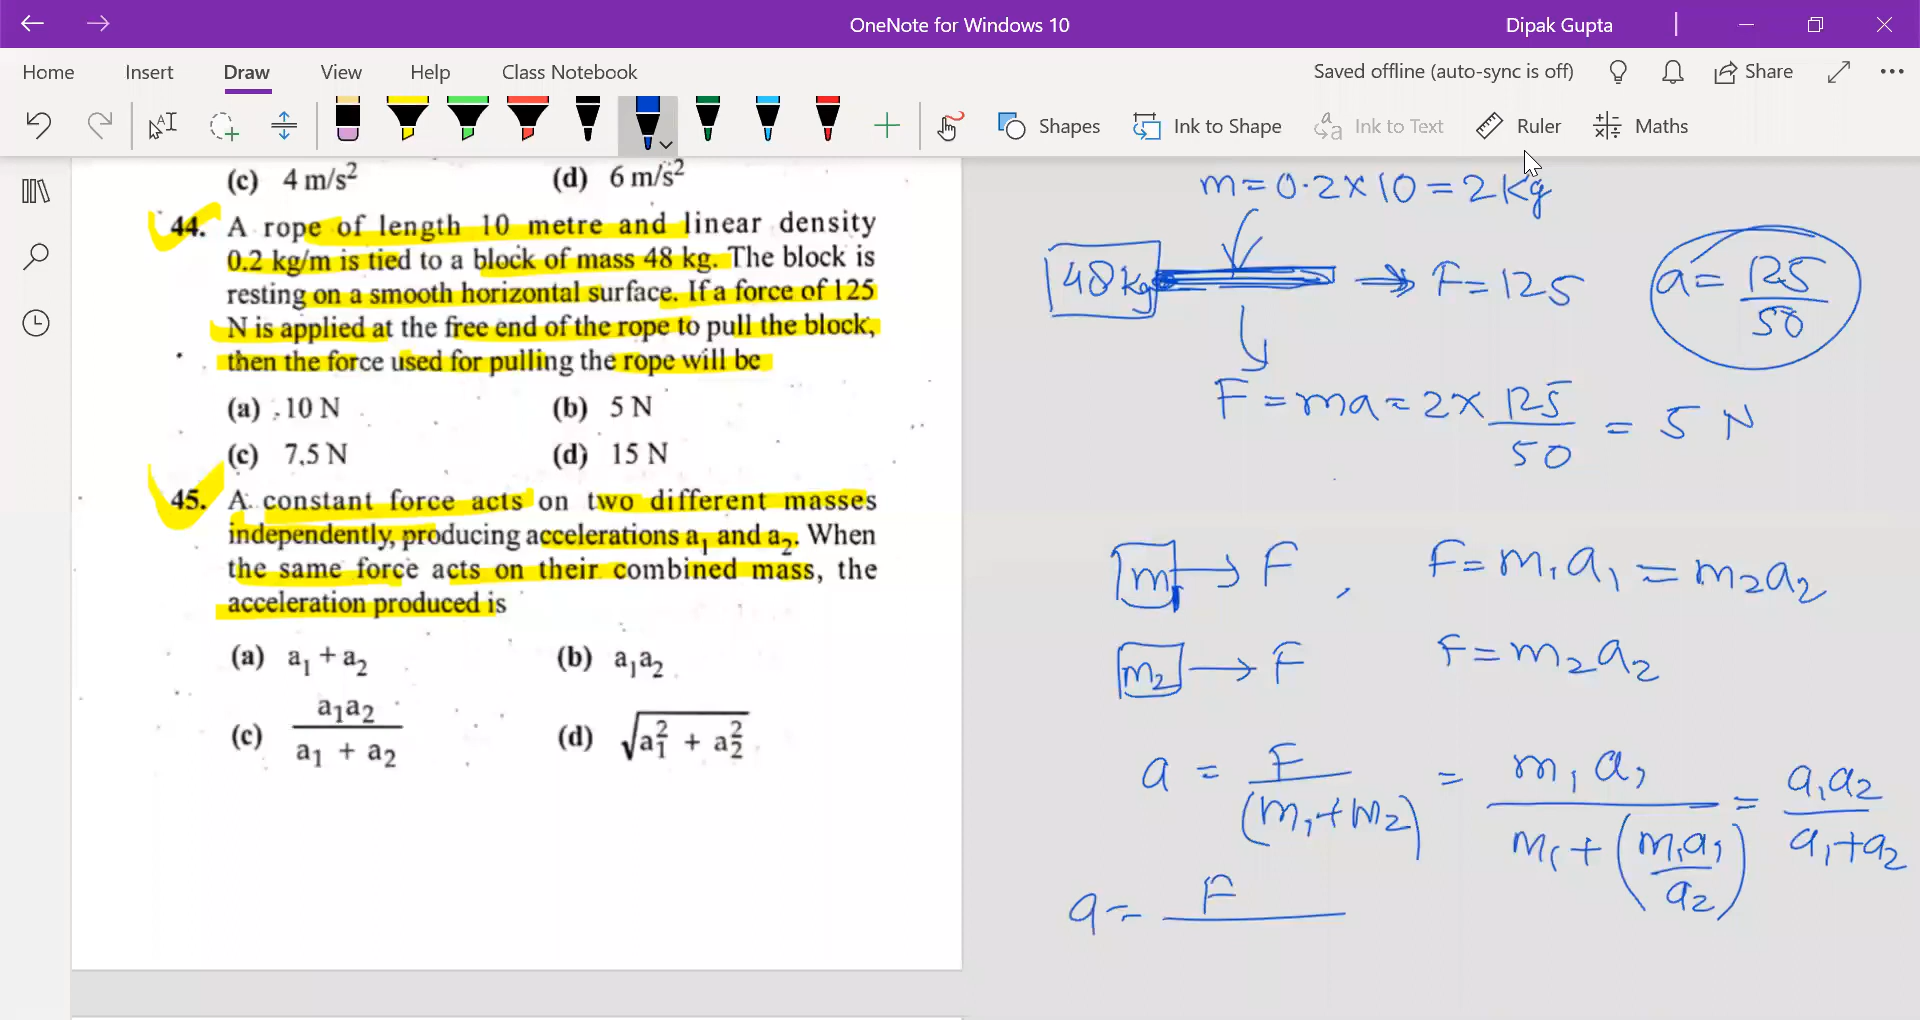 OneNote for Windows 10
Dipak Gupta
Home Insert Draw View Help Class Notebook
Saved offline (auto-sync is off) Share
Shapes Ink to Shape Ink to Text Ruler Maths
(c) 4 m/s² (d) 6 m/s²
44. A rope of length 10 metre and linear density
0.2 kg/m is tied to a block of mass 48 kg. The block is
resting on a smooth horizontal surface. If a force of 125
N is applied at the free end of the rope to pull the block,
then the force used for pulling the rope will be
(a) 10 N (b) 5 N
(c) 7.5 N (d) 15 N
45. A constant force acts on two different masses
independently, producing accelerations a₁ and a₂. When
the same force acts on their combined mass, the
acceleration produced is
(a) a₁ + a₂ (b) a₁a₂
(c) a₁a₂ / a₁ + a₂ (d) √a₁² + a₂²
m = 0.2 × 10 = 2 kg
48 kg → F = 125 a = 125/50
F = ma = 2 × 125/50 = 5 N
m₁ → F , F = m₁a₁ = m₂a₂
m₂ → F F = m₂a₂
a = F/(m₁+m₂) = m₁a₁/m₁+(m₁a₁/a₂) = a₁a₂/a₁+a₂
a = F